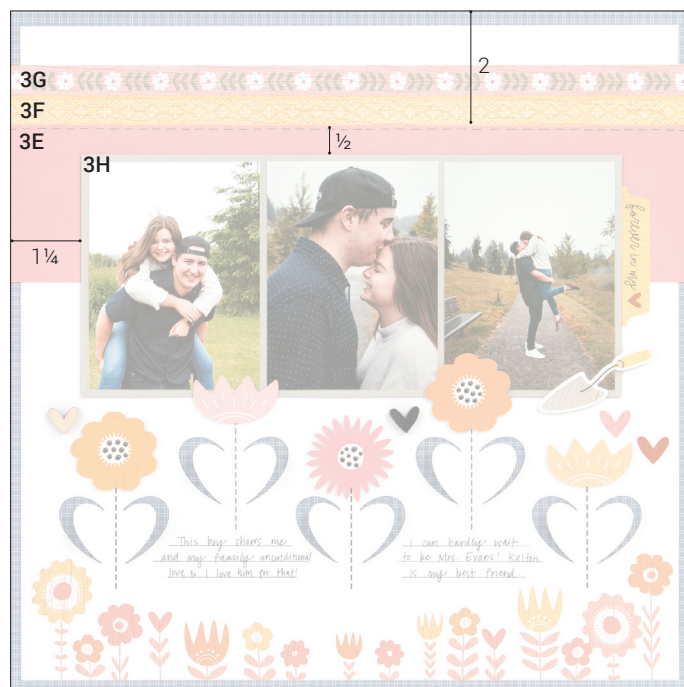 2
3G
3F
3E
½
3H
1¼
forever in my
This boy shows me
and my family unconditional
love & I love him for that!
I can hardly wait
to be Mrs. Evans! Kelton
is my best friend.